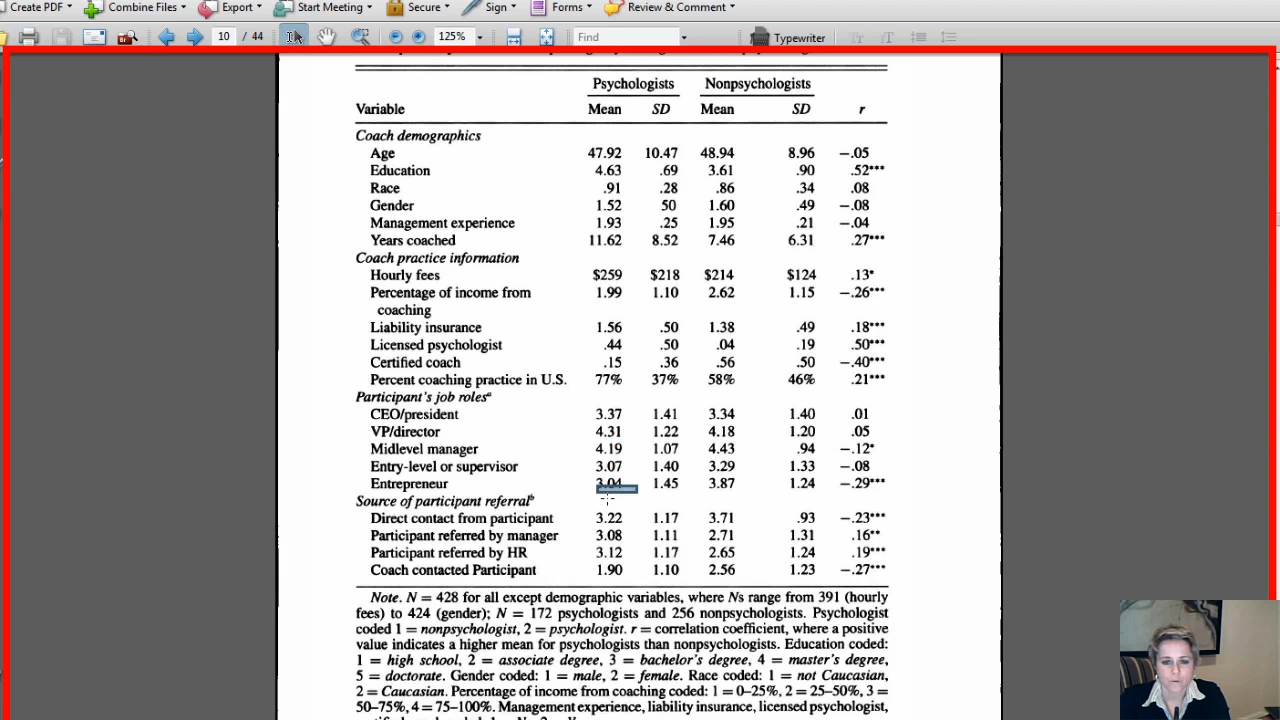 Create PDF Combine Files Export Start Meeting Secure Sign Forms Review & Comment
10 / 44 125% Find Typewriter
Psychologists Nonpsychologists
Variable Mean SD Mean SD r
Coach demographics
Age 47.92 10.47 48.94 8.96 −.05
Education 4.63 .69 3.61 .90 .52***
Race .91 .28 .86 .34 .08
Gender 1.52 50 1.60 .49 −.08
Management experience 1.93 .25 1.95 .21 −.04
Years coached 11.62 8.52 7.46 6.31 .27***
Coach practice information
Hourly fees $259 $218 $214 $124 .13*
Percentage of income from 1.99 1.10 2.62 1.15 −.26***
coaching
Liability insurance 1.56 .50 1.38 .49 .18***
Licensed psychologist .44 .50 .04 .19 .50***
Certified coach .15 .36 .56 .50 −.40***
Percent coaching practice in U.S. 77% 37% 58% 46% .21***
Participant's job rolesª
CEO/president 3.37 1.41 3.34 1.40 .01
VP/director 4.31 1.22 4.18 1.20 .05
Midlevel manager 4.19 1.07 4.43 .94 −.12*
Entry-level or supervisor 3.07 1.40 3.29 1.33 −.08
Entrepreneur 3.04 1.45 3.87 1.24 −.29***
Source of participant referralᵇ
Direct contact from participant 3.22 1.17 3.71 .93 −.23***
Participant referred by manager 3.08 1.11 2.71 1.31 .16**
Participant referred by HR 3.12 1.17 2.65 1.24 .19***
Coach contacted Participant 1.90 1.10 2.56 1.23 −.27***
Note. N = 428 for all except demographic variables, where Ns range from 391 (hourly
fees) to 424 (gender); N = 172 psychologists and 256 nonpsychologists. Psychologist
coded 1 = nonpsychologist, 2 = psychologist. r = correlation coefficient, where a positive
value indicates a higher mean for psychologists than nonpsychologists. Education coded:
1 = high school, 2 = associate degree, 3 = bachelor's degree, 4 = master's degree,
5 = doctorate. Gender coded: 1 = male, 2 = female. Race coded: 1 = not Caucasian,
2 = Caucasian. Percentage of income from coaching coded: 1 = 0–25%, 2 = 25–50%, 3 =
50–75%, 4 = 75–100%. Management experience, liability insurance, licensed psychologist,